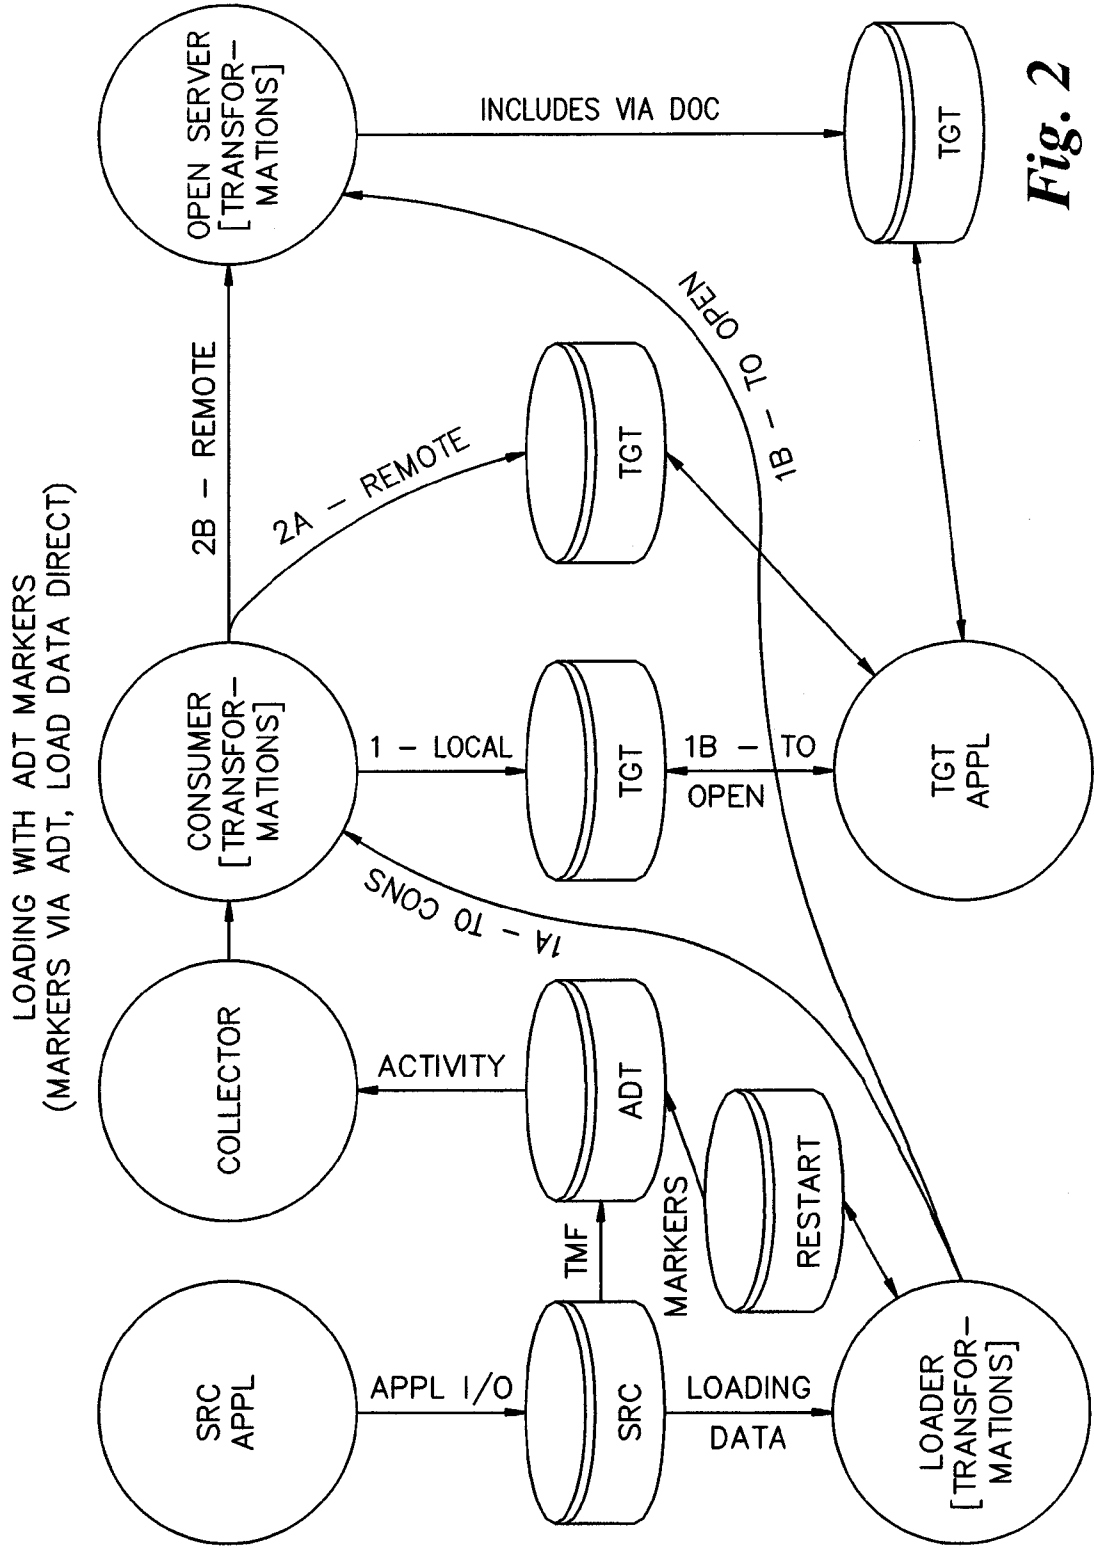 LOADING WITH ADT MARKERS
(MARKERS VIA ADT, LOAD DATA DIRECT)
SRC
APPL
COLLECTOR
CONSUMER
[TRANSFOR-
MATIONS]
2B - REMOTE
OPEN SERVER
[TRANSFOR-
MATIONS]
APPL I/O
ACTIVITY
1 - LOCAL
2A - REMOTE
INCLUDES VIA DOC
1A - TO CONS
SRC
TMF
ADT
TGT
TGT
MARKERS
RESTART
LOADING
DATA
1B - TO
OPEN
1B - TO OPEN
TGT
LOADER
[TRANSFOR-
MATIONS]
TGT
APPL
Fig. 2